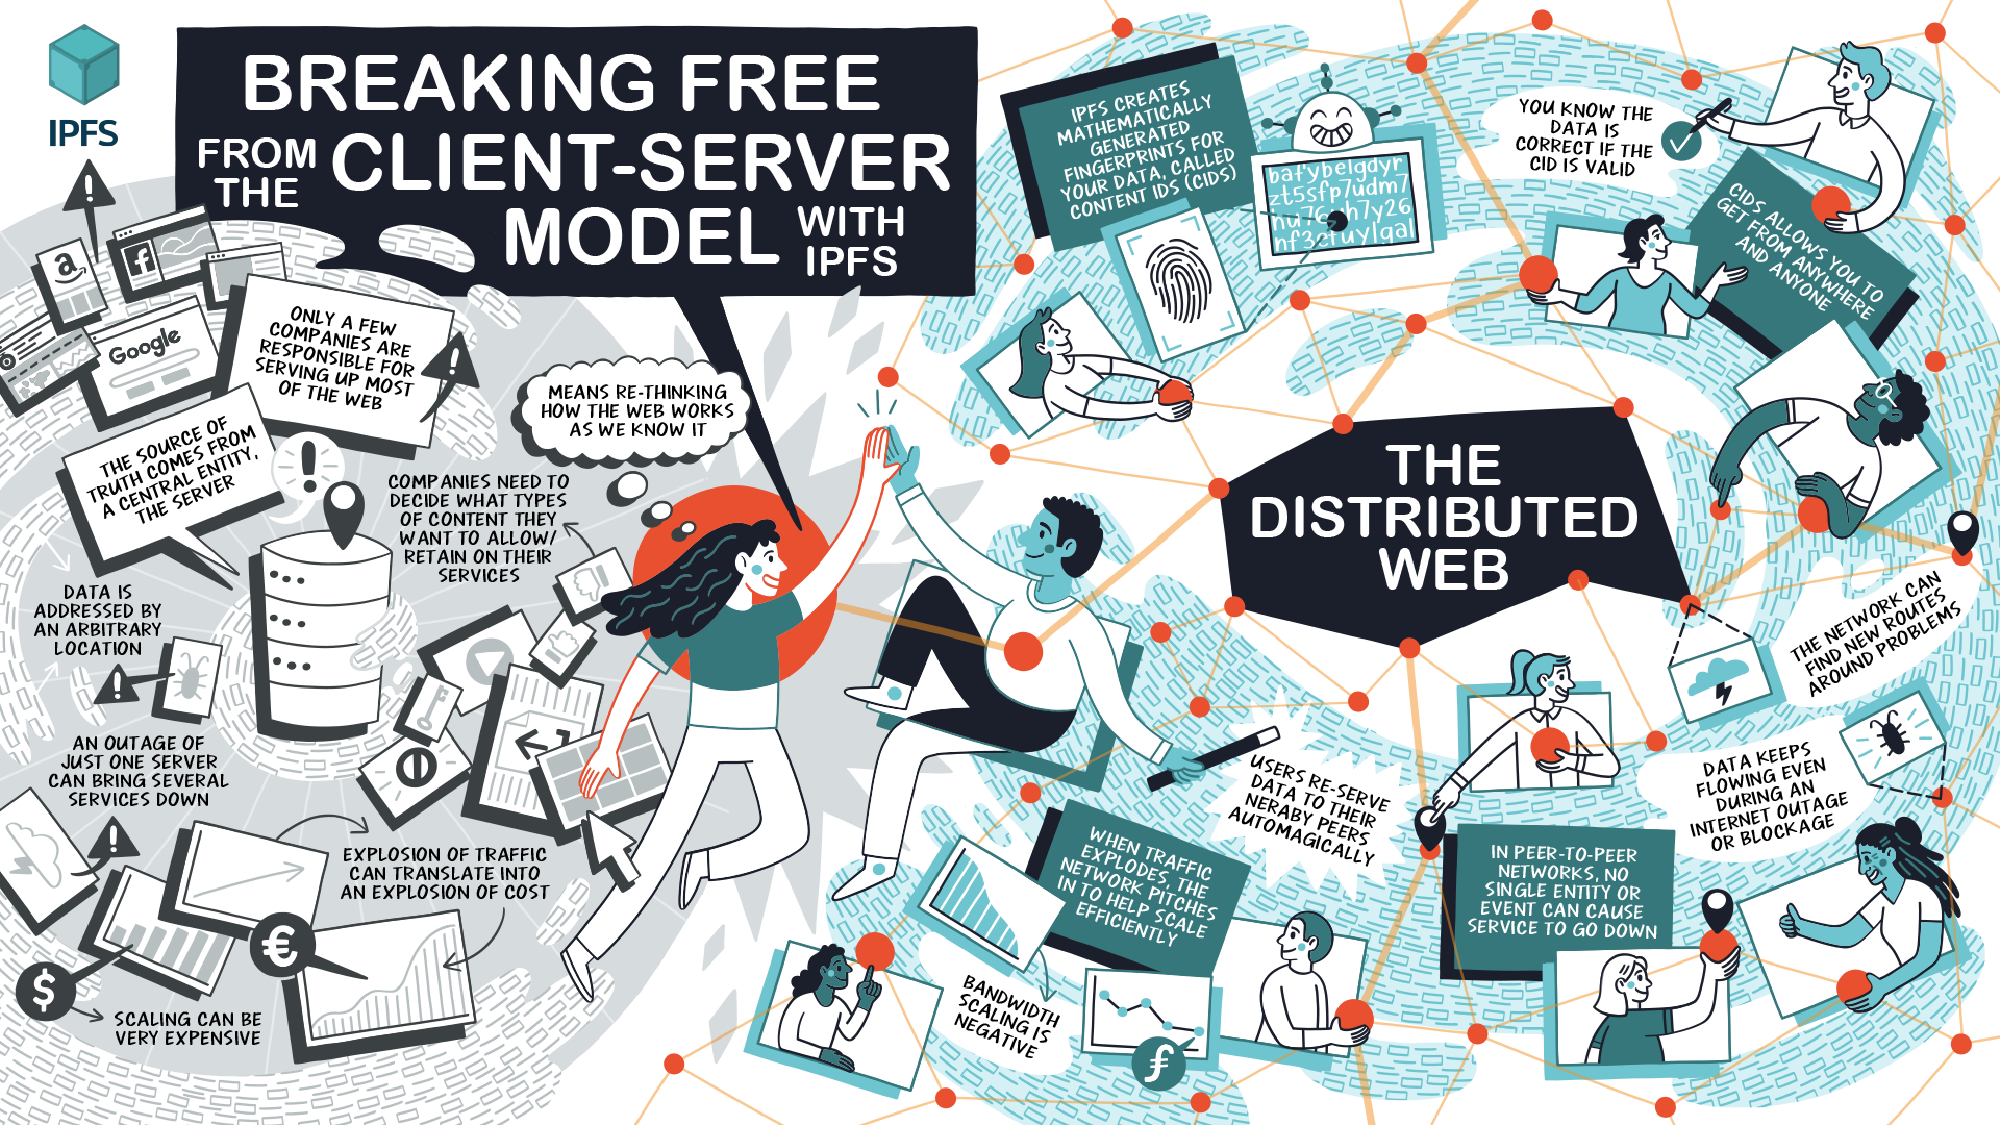 IPFS
BREAKING FREE
FROM THE CLIENT-SERVER
MODEL WITH IPFS
a
f
Google
ONLY A FEW
COMPANIES ARE
RESPONSIBLE FOR
SERVING UP MOST
OF THE WEB
THE SOURCE OF
TRUTH COMES FROM
A CENTRAL ENTITY,
THE SERVER
MEANS RE-THINKING
HOW THE WEB WORKS
AS WE KNOW IT
COMPANIES NEED TO
DECIDE WHAT TYPES
OF CONTENT THEY
WANT TO ALLOW/
RETAIN ON THEIR
SERVICES
DATA IS
ADDRESSED BY
AN ARBITRARY
LOCATION
AN OUTAGE OF
JUST ONE SERVER
CAN BRING SEVERAL
SERVICES DOWN
EXPLOSION OF TRAFFIC
CAN TRANSLATE INTO
AN EXPLOSION OF COST
€
$
SCALING CAN BE
VERY EXPENSIVE
IPFS CREATES
MATHEMATICALLY
GENERATED
FINGERPRINTS FOR
YOUR DATA, CALLED
CONTENT IDS (CIDS)
bafybeigdyr
zt5sfp7udm7
hu76uh7y26
nf3efuylqal
YOU KNOW THE
DATA IS
CORRECT IF THE
CID IS VALID
CIDS ALLOWS YOU TO
GET FROM ANYWHERE
AND ANYONE
THE
DISTRIBUTED
WEB
THE NETWORK CAN
FIND NEW ROUTES
AROUND PROBLEMS
DATA KEEPS
FLOWING EVEN
DURING AN
INTERNET OUTAGE
OR BLOCKAGE
USERS RE-SERVE
DATA TO THEIR
NERABY PEERS
AUTOMAGICALLY
WHEN TRAFFIC
EXPLODES, THE
NETWORK PITCHES
IN TO HELP SCALE
EFFICIENTLY
IN PEER-TO-PEER
NETWORKS, NO
SINGLE ENTITY OR
EVENT CAN CAUSE
SERVICE TO GO DOWN
BANDWIDTH
SCALING IS
NEGATIVE